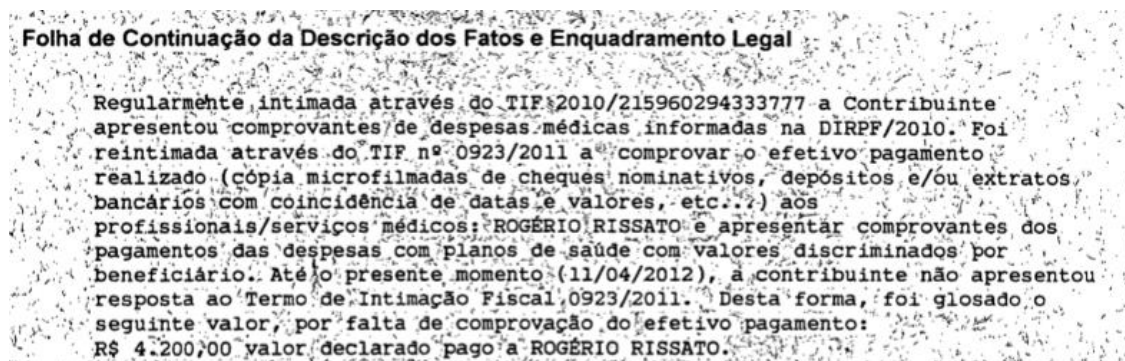 Folha de Continuação da Descrição dos Fatos e Enquadramento Legal
Regularmente intimada através do TIF 2010/215960294333777 a Contribuinte
apresentou comprovantes de despesas médicas informadas na DIRPF/2010. Foi
reintimada através do TIF nº 0923/2011 a comprovar o efetivo pagamento
realizado (cópia microfilmadas de cheques nominativos, depósitos e/ou extratos
bancários com coincidência de datas e valores, etc...) aos
profissionais/serviços médicos: ROGÉRIO RISSATO e apresentar comprovantes dos
pagamentos das despesas com planos de saúde com valores discriminados por
beneficiário. Até o presente momento (11/04/2012), a contribuinte não apresentou
resposta ao Termo de Intimação Fiscal 0923/2011. Desta forma, foi glosado o
seguinte valor, por falta de comprovação do efetivo pagamento:
R$ 4.200,00 valor declarado pago a ROGÉRIO RISSATO.